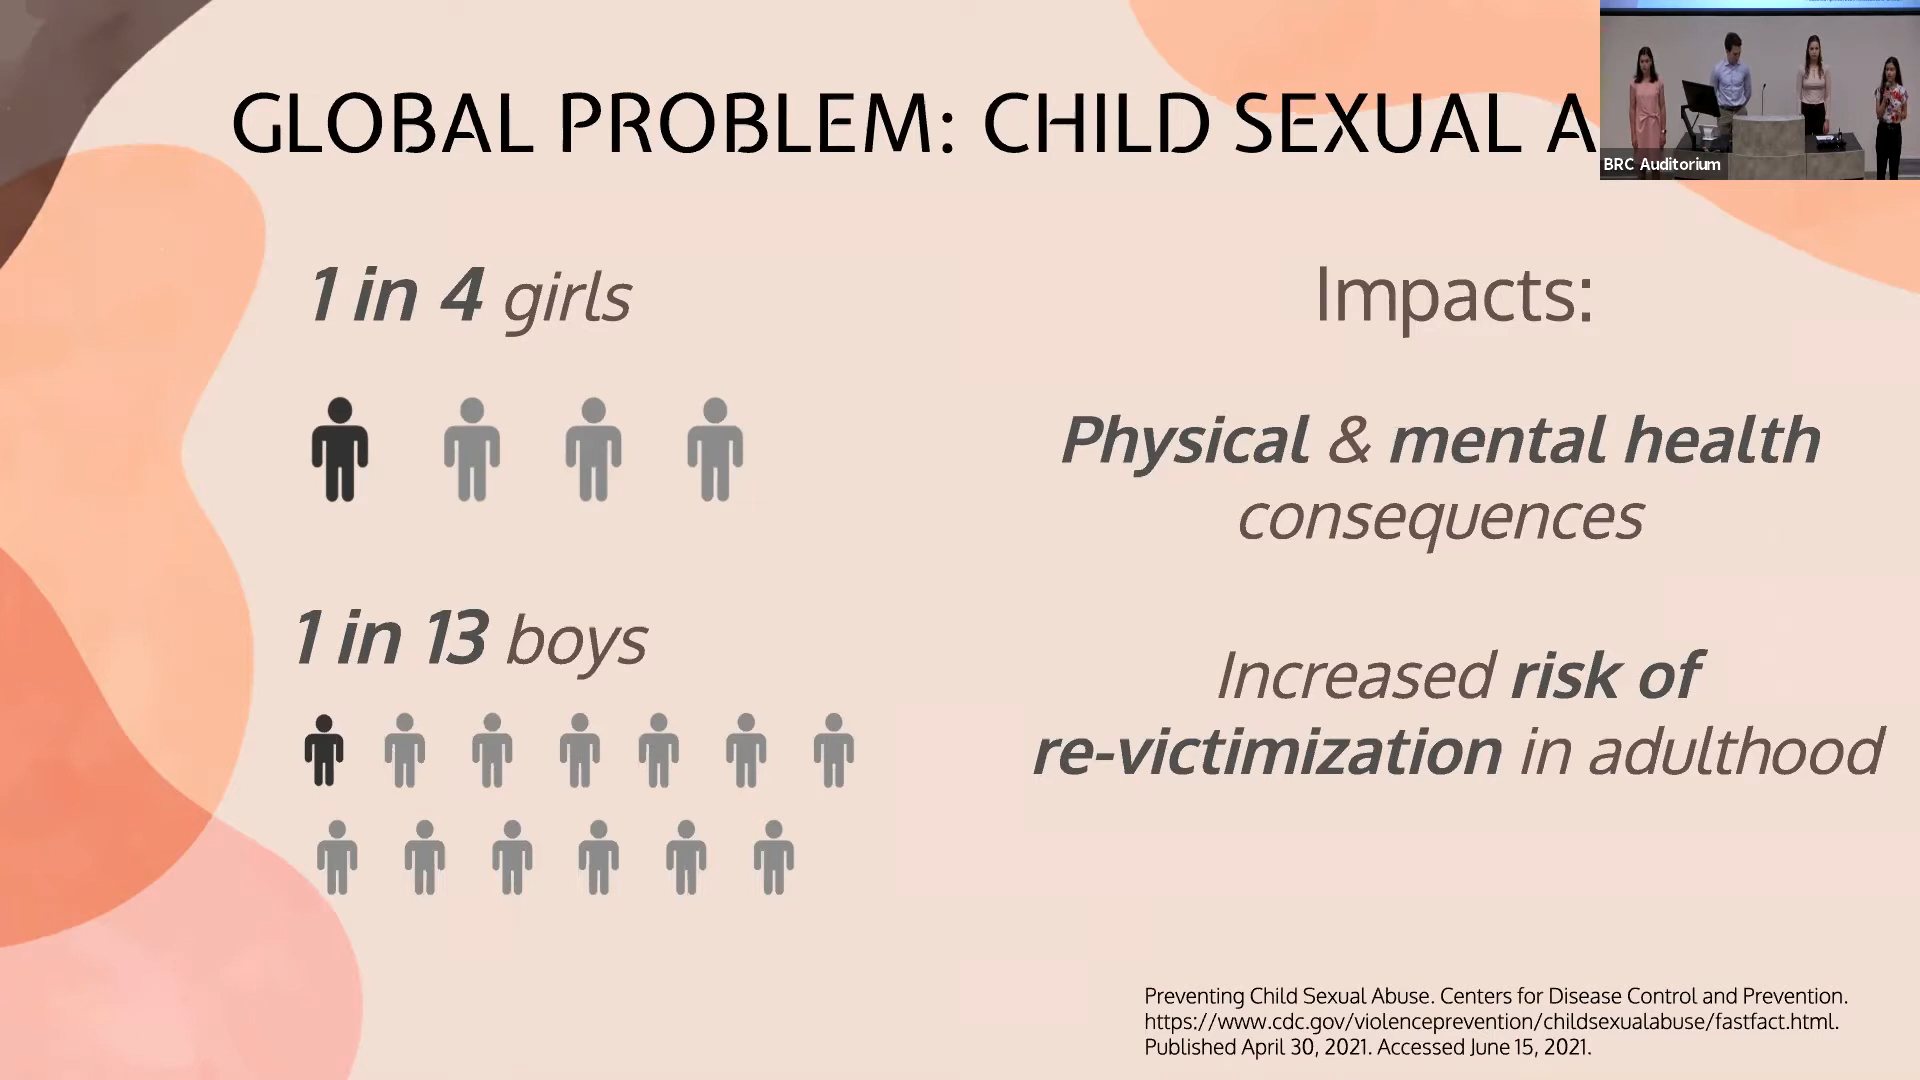 GLOBAL PROBLEM: CHILD SEXUAL A
BRC Auditorium
1 in 4 girls
1 in 13 boys
Impacts:
Physical & mental health
consequences
Increased risk of
re-victimization in adulthood
Preventing Child Sexual Abuse. Centers for Disease Control and Prevention.
https://www.cdc.gov/violenceprevention/childsexualabuse/fastfact.html.
Published April 30, 2021. Accessed June 15, 2021.